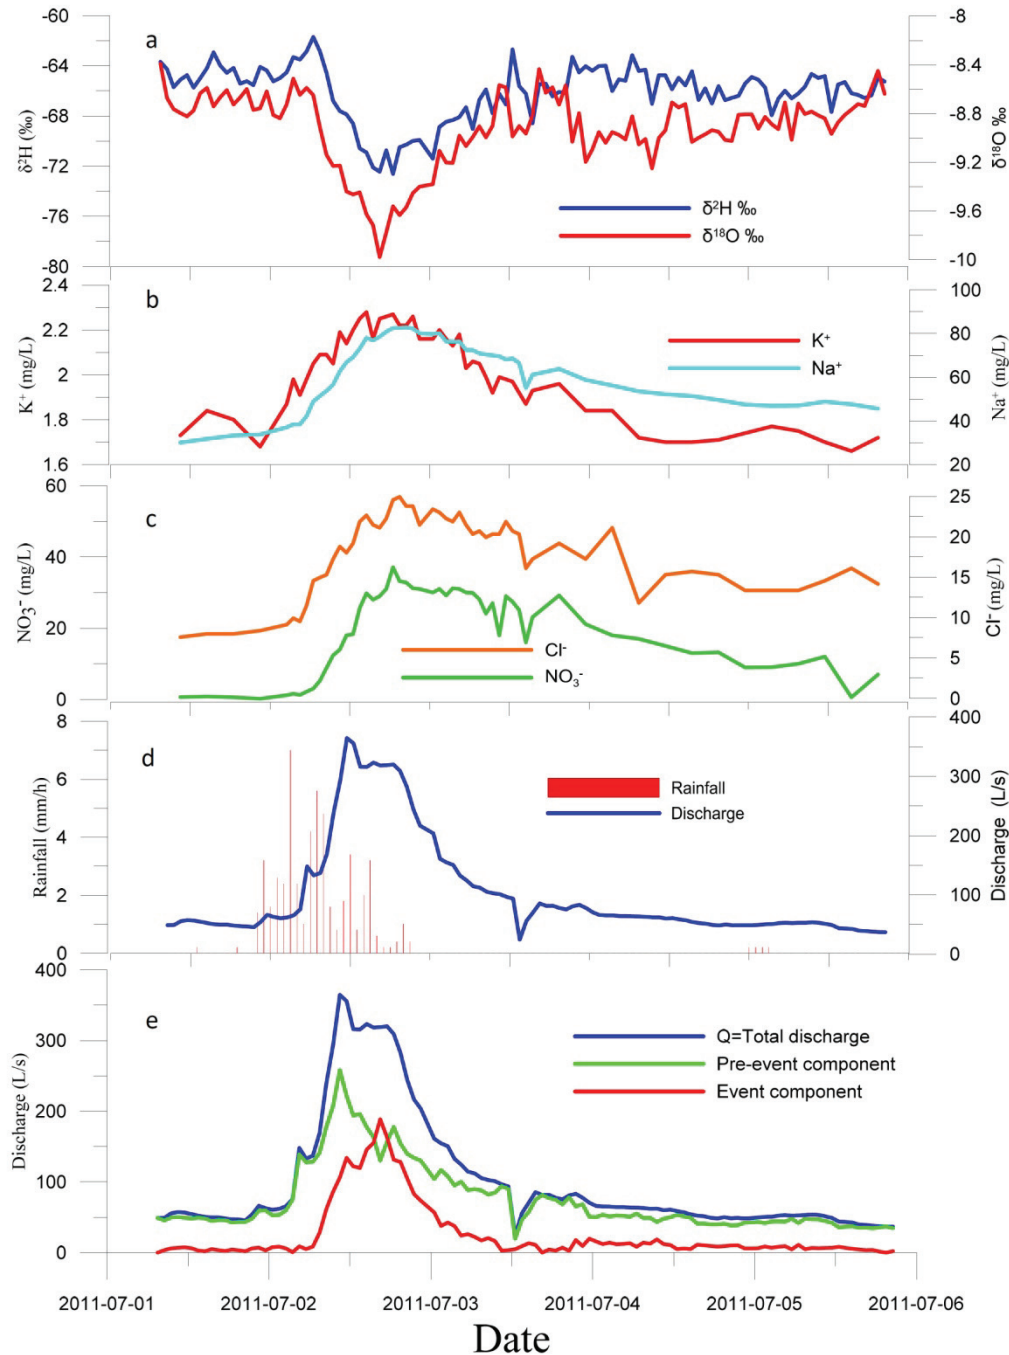 a
-60
-64
-68
-72
-76
-80
δ²H (‰)
-8
-8.4
-8.8
-9.2
-9.6
-10
δ¹⁸O ‰
δ²H ‰
δ¹⁸O ‰
b
2.4
2.2
2
1.8
1.6
K⁺ (mg/L)
100
80
60
40
20
Na⁺ (mg/L)
K⁺
Na⁺
c
60
40
20
0
NO₃⁻ (mg/L)
25
20
15
10
5
0
Cl⁻ (mg/L)
Cl⁻
NO₃⁻
d
8
6
4
2
0
Rainfall (mm/h)
400
300
200
100
0
Discharge (L/s)
Rainfall
Discharge
e
400
300
200
100
0
Discharge (L/s)
Q=Total discharge
Pre-event component
Event component
2011-07-01 2011-07-02 2011-07-03 2011-07-04 2011-07-05 2011-07-06
Date